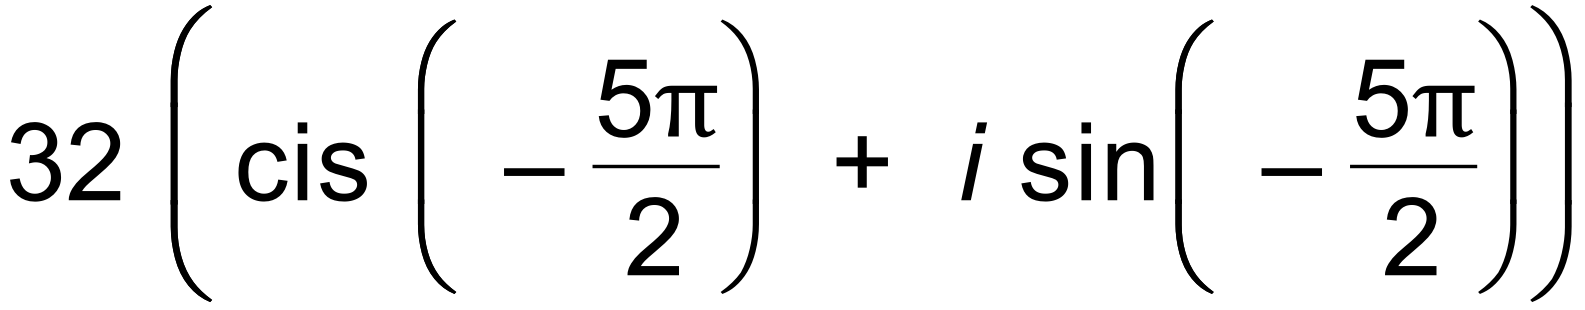 32 ( cis ( − 5π/2 ) + i sin ( − 5π/2 ) )